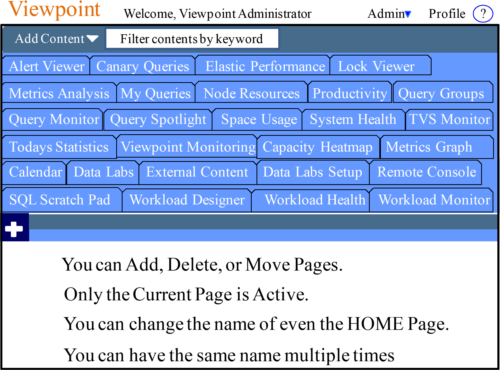 Viewpoint Welcome, Viewpoint Administrator Admin▾ Profile ?
Add Content Filter contents by keyword
Alert Viewer Canary Queries Elastic Performance Lock Viewer
Metrics Analysis My Queries Node Resources Productivity Query Groups
Query Monitor Query Spotlight Space Usage System Health TVS Monitor
Todays Statistics Viewpoint Monitoring Capacity Heatmap Metrics Graph
Calendar Data Labs External Content Data Labs Setup Remote Console
SQL Scratch Pad Workload Designer Workload Health Workload Monitor
You can Add, Delete, or Move Pages.
Only the Current Page is Active.
You can change the name of even the HOME Page.
You can have the same name multiple times